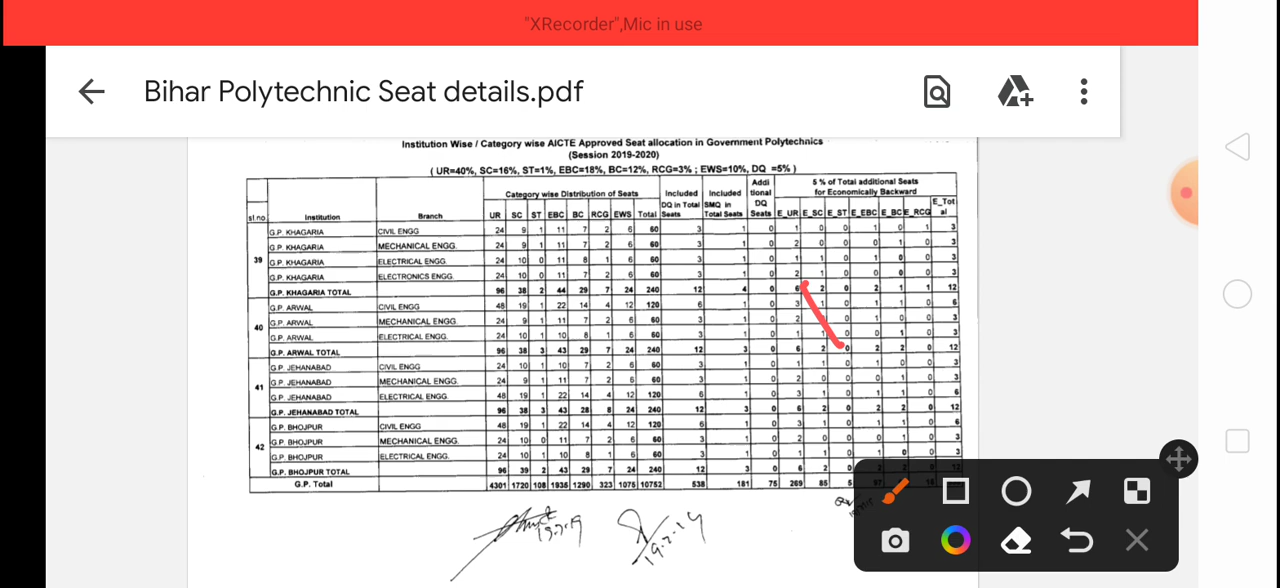 "XRecorder",Mic in use
Bihar Polytechnic Seat details.pdf
Institution Wise / Category wise AICTE Approved Seat allocation in Government Polytechnics
(Session 2019-2020)
( UR=40%, SC=16%, ST=1%, EBC=18%, BC=12%, RCG=3% ; EWS=10%, DQ =5%)
sl.no. Institution Branch Category wise Distribution of Seats Included DQ in Total Seats Included SMQ in Total Seats Addi tional DQ Seats 5 % of Total additional Seats for Economically Backward
UR SC ST EBC BC RCG EWS Total E_UR E_SC E_ST E_EBC E_BC E_RCG E_Tot al
39 G.P. KHAGARIA CIVIL ENGG 24 9 1 11 7 2 6 60 3 1 0 1 0 0 1 0 1 3
G.P. KHAGARIA MECHANICAL ENGG. 24 9 1 11 7 2 6 60 3 1 0 2 0 0 0 1 0 3
G.P. KHAGARIA ELECTRICAL ENGG. 24 10 0 11 8 1 6 60 3 1 0 1 1 0 1 0 0 3
G.P. KHAGARIA ELECTRONICS ENGG. 24 10 0 11 7 2 6 60 3 1 0 2 1 0 0 0 0 3
G.P. KHAGARIA TOTAL 96 38 2 44 29 7 24 240 12 4 0 6 2 0 2 1 1 12
40 G.P. ARWAL CIVIL ENGG 48 19 1 22 14 4 12 120 6 1 0 3 1 0 1 1 0 6
G.P. ARWAL MECHANICAL ENGG. 24 9 1 11 7 2 6 60 3 1 0 2 0 1 0 0 3
G.P. ARWAL ELECTRICAL ENGG. 24 10 1 10 8 1 6 60 3 1 0 1 1 0 0 1 0 3
G.P. ARWAL TOTAL 96 38 3 43 29 7 24 240 12 3 0 6 2 0 2 2 0 12
41 G.P. JEHANABAD CIVIL ENGG 24 10 1 10 7 2 6 60 3 1 0 1 1 0 1 0 0 3
G.P. JEHANABAD MECHANICAL ENGG. 24 9 1 11 7 2 6 60 3 1 0 2 0 0 0 1 0 3
G.P. JEHANABAD ELECTRICAL ENGG. 48 19 1 22 14 4 12 120 6 1 0 3 1 0 1 1 0 6
G.P. JEHANABAD TOTAL 96 38 3 43 28 8 24 240 12 3 0 6 2 0 2 2 0 12
42 G.P. BHOJPUR CIVIL ENGG 48 19 1 22 14 4 12 120 6 1 0 3 1 0 1 1 0 6
G.P. BHOJPUR MECHANICAL ENGG. 24 10 0 11 7 2 6 60 3 1 0 2 0 0 0 1 0 3
G.P. BHOJPUR ELECTRICAL ENGG. 24 10 1 10 8 1 6 60 3 1 0 1 1 0 1 0 0 3
G.P. BHOJPUR TOTAL 96 39 2 43 29 7 24 240 12 3 0 6 2 0 2 2 0 12
G.P. Total 4301 1720 108 1935 1290 323 1075 10752 538 181 75 269 85 5 97
19.7.19
19.7.19